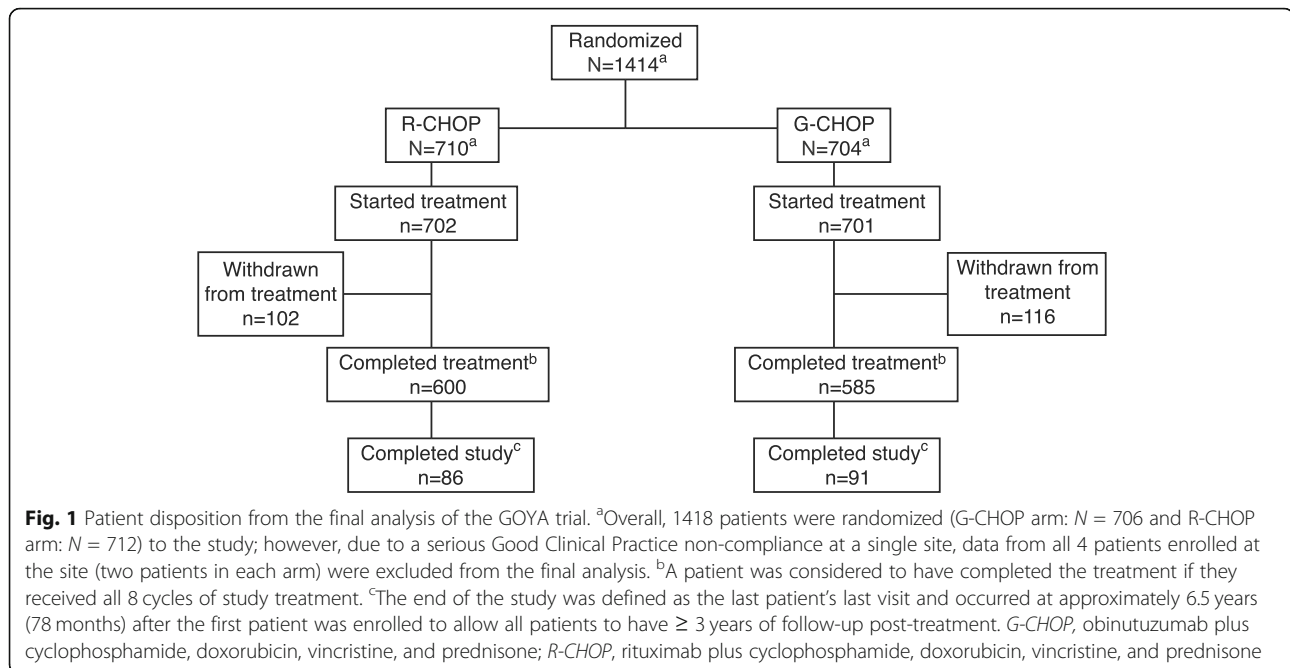 Randomized
N=1414a
R-CHOP
N=710a
G-CHOP
N=704a
Started treatment
n=702
Started treatment
n=701
Withdrawn
from treatment
n=102
Withdrawn from
treatment
n=116
Completed treatmentb
n=600
Completed treatmentb
n=585
Completed studyc
n=86
Completed studyc
n=91
Fig. 1 Patient disposition from the final analysis of the GOYA trial. aOverall, 1418 patients were randomized (G-CHOP arm: N = 706 and R-CHOP
arm: N = 712) to the study; however, due to a serious Good Clinical Practice non-compliance at a single site, data from all 4 patients enrolled at
the site (two patients in each arm) were excluded from the final analysis. bA patient was considered to have completed the treatment if they
received all 8 cycles of study treatment. cThe end of the study was defined as the last patient's last visit and occurred at approximately 6.5 years
(78 months) after the first patient was enrolled to allow all patients to have ≥ 3 years of follow-up post-treatment. G-CHOP, obinutuzumab plus
cyclophosphamide, doxorubicin, vincristine, and prednisone; R-CHOP, rituximab plus cyclophosphamide, doxorubicin, vincristine, and prednisone